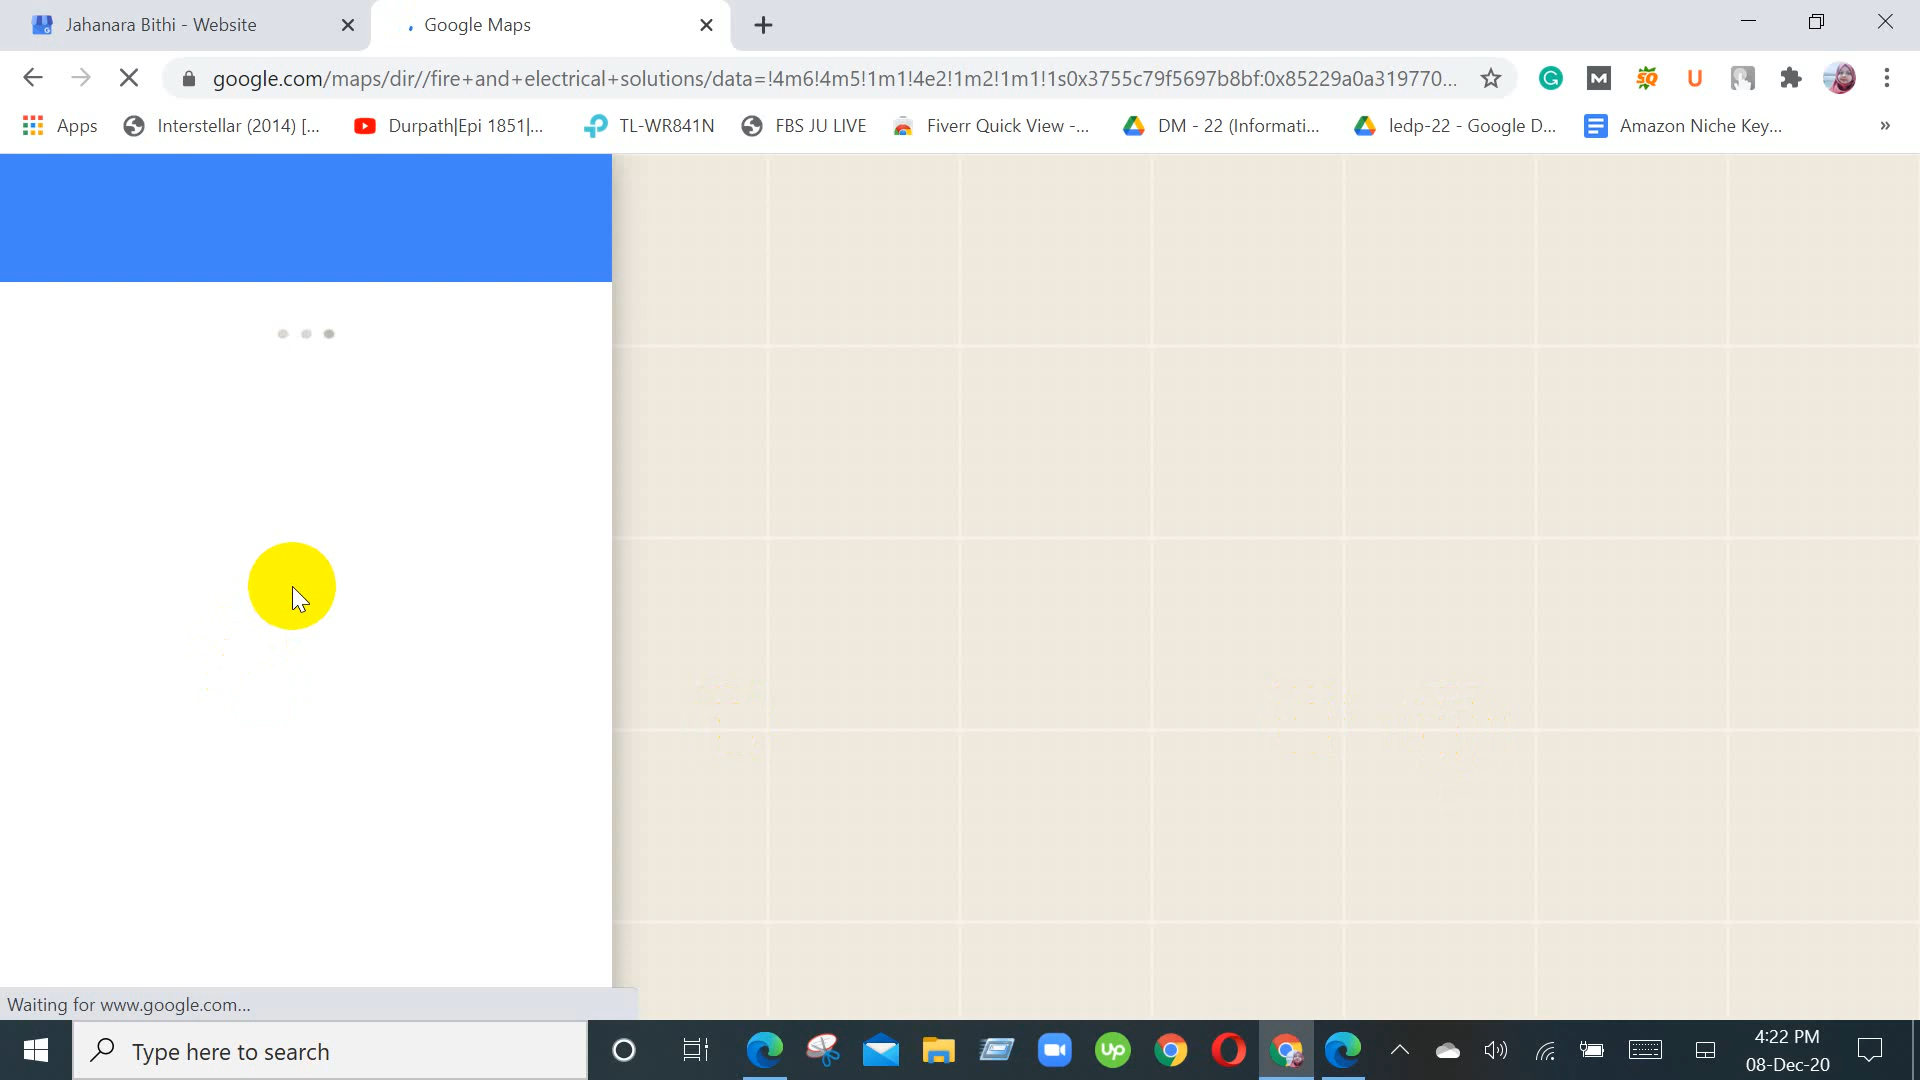 Jahanara Bithi - Website
Google Maps
google.com/maps/dir//fire+and+electrical+solutions/data=!4m6!4m5!1m1!4e2!1m2!1m1!1s0x3755c79f5697b8bf:0x85229a0a319770...
Apps
Interstellar (2014) [...
Durpath|Epi 1851|...
TL-WR841N
FBS JU LIVE
Fiverr Quick View -...
DM - 22 (Informati...
ledp-22 - Google D...
Amazon Niche Key...
»
Waiting for www.google.com...
Type here to search
Up
4:22 PM
08-Dec-20